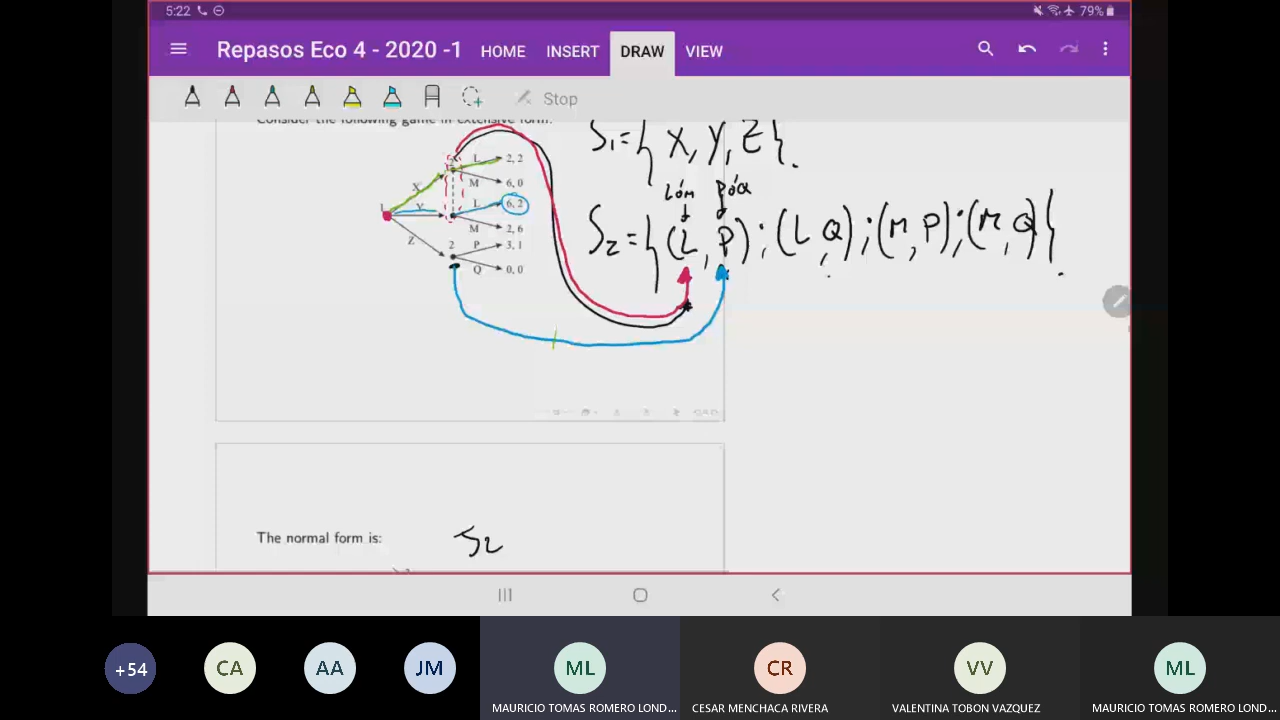 5:22
79%
Repasos Eco 4 - 2020 -1 HOME INSERT DRAW VIEW
Stop
Consider the following game in extensive form:
S1={ X, Y, Z }.
L ó M P ó Q
S2={(L, P);(L, Q);(M, P);(M, Q)}.
L 2, 2
X M 6, 0
1 Y L 6, 2
M 2, 6
Z 2 P 3, 1
Q 0, 0
The normal form is: S2
+54 CA AA JM ML CR VV ML
MAURICIO TOMAS ROMERO LOND... CESAR MENCHACA RIVERA VALENTINA TOBON VAZQUEZ MAURICIO TOMAS ROMERO LOND...